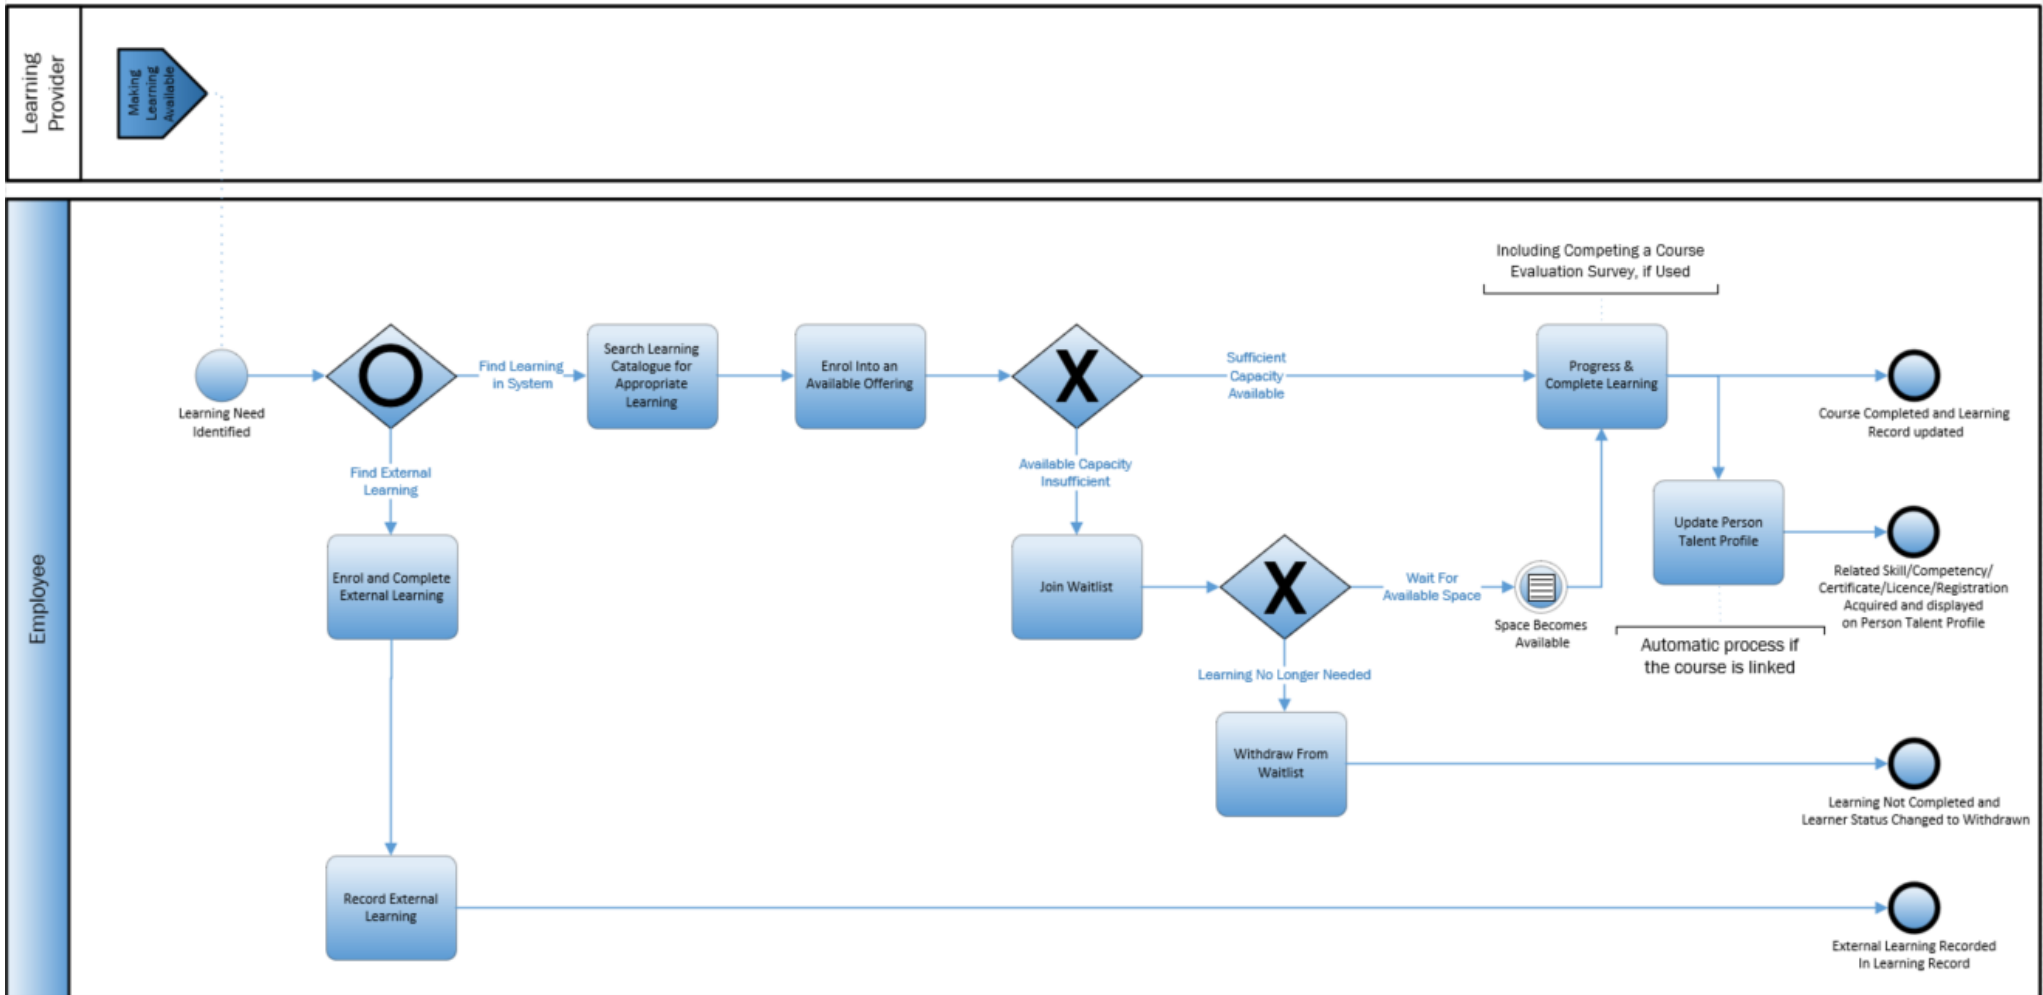 Learning
Provider
Making
Learning
Available
Employee
Including Competing a Course
Evaluation Survey, if Used
Learning Need
Identified
Find Learning
in System
Search Learning
Catalogue for
Appropriate
Learning
Enrol Into an
Available Offering
X
Sufficient
Capacity
Available
Progress &
Complete Learning
Course Completed and Learning
Record updated
Find External
Learning
Available Capacity
Insufficient
Update Person
Talent Profile
Enrol and Complete
External Learning
Join Waitlist
X
Wait For
Available Space
Space Becomes
Available
Related Skill/Competency/
Certificate/Licence/Registration
Acquired and displayed
on Person Talent Profile
Automatic process if
the course is linked
Learning No Longer Needed
Withdraw From
Waitlist
Learning Not Completed and
Learner Status Changed to Withdrawn
Record External
Learning
External Learning Recorded
In Learning Record